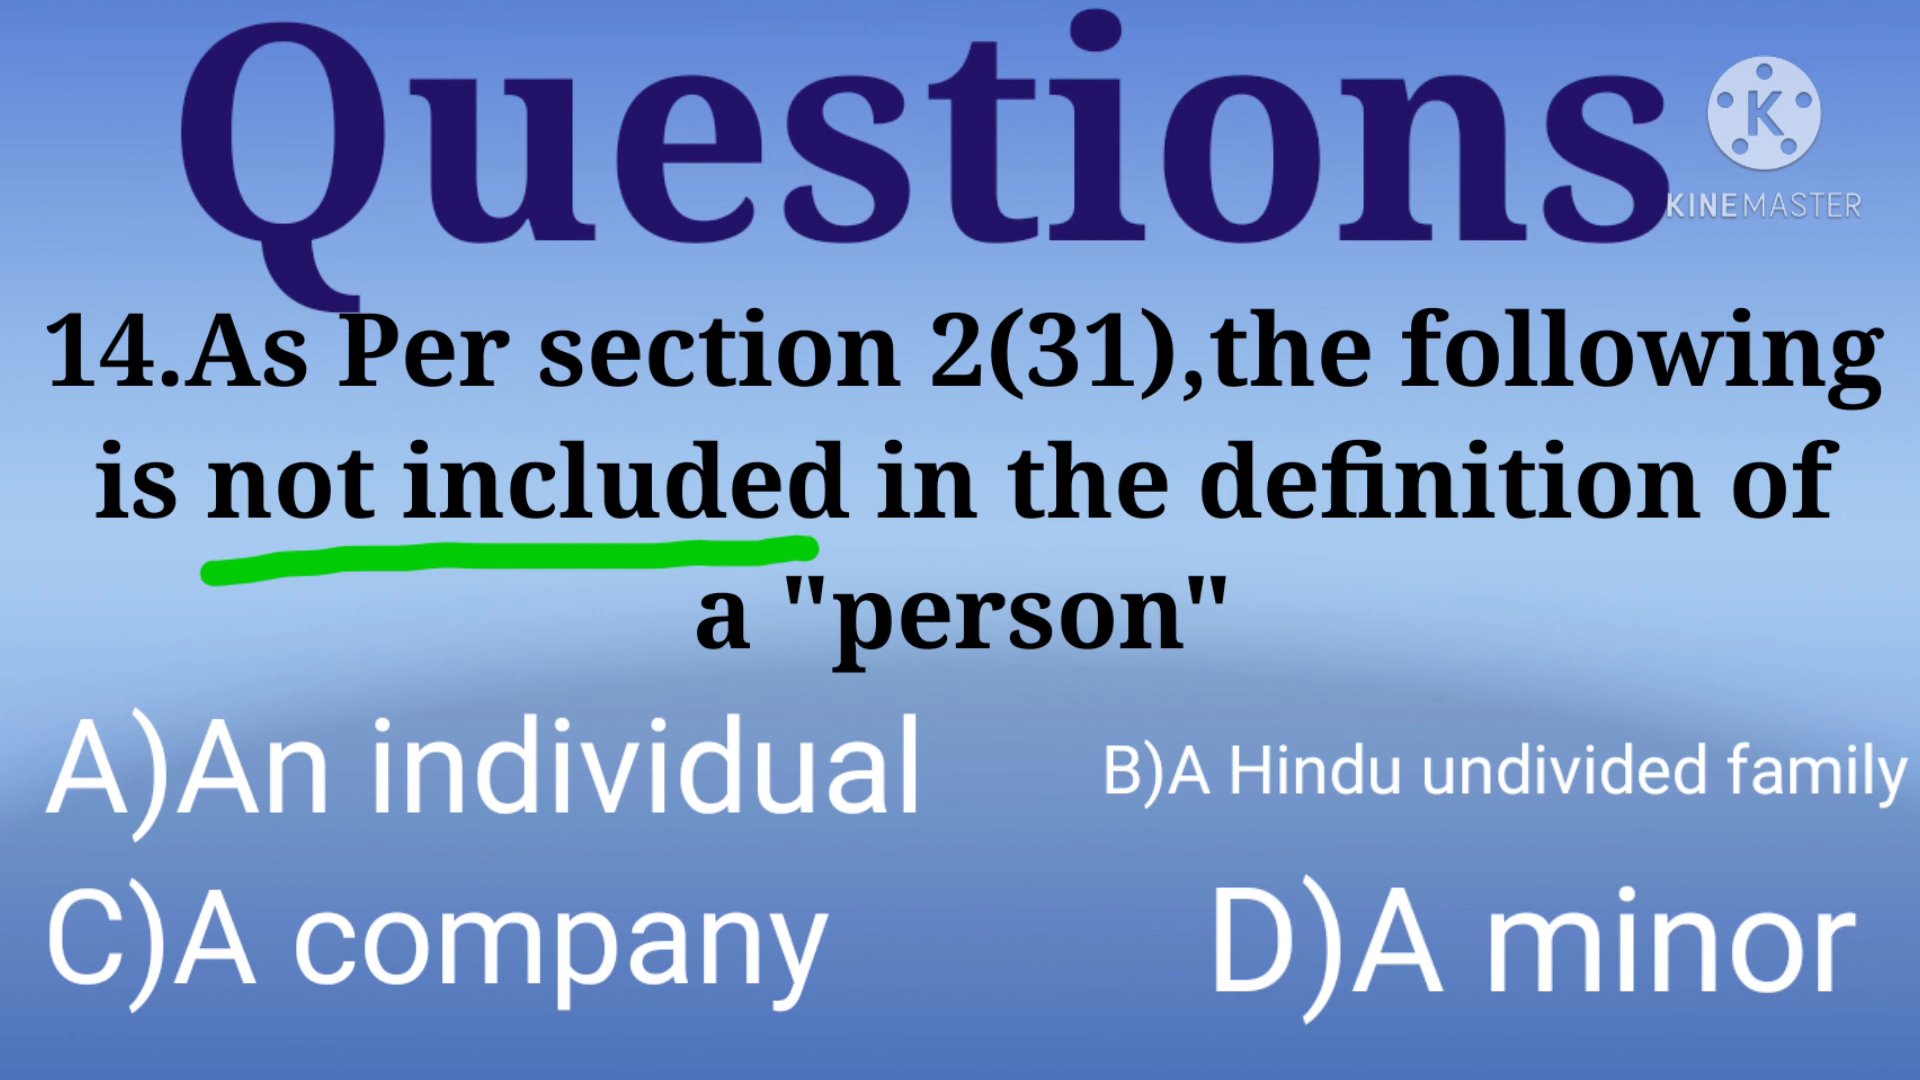 Questions
KINEMASTER
14.As Per section 2(31),the following
is not included in the definition of
a "person"
A)An individual
B)A Hindu undivided family
C)A company
D)A minor